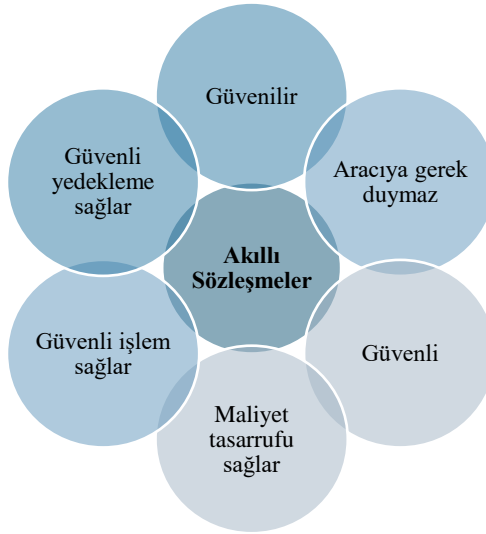 Güvenilir
Aracıya gerek
duymaz
Güvenli
Maliyet
tasarrufu
sağlar
Güvenli işlem
sağlar
Güvenli
yedekleme
sağlar
Akıllı
Sözleşmeler